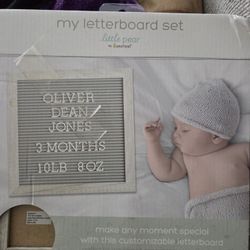 my letterboard set
little pear
OLIVER
DEAN
JONES
3 MONTHS
10LB 8OZ
make any moment special
with this customizable letterboard